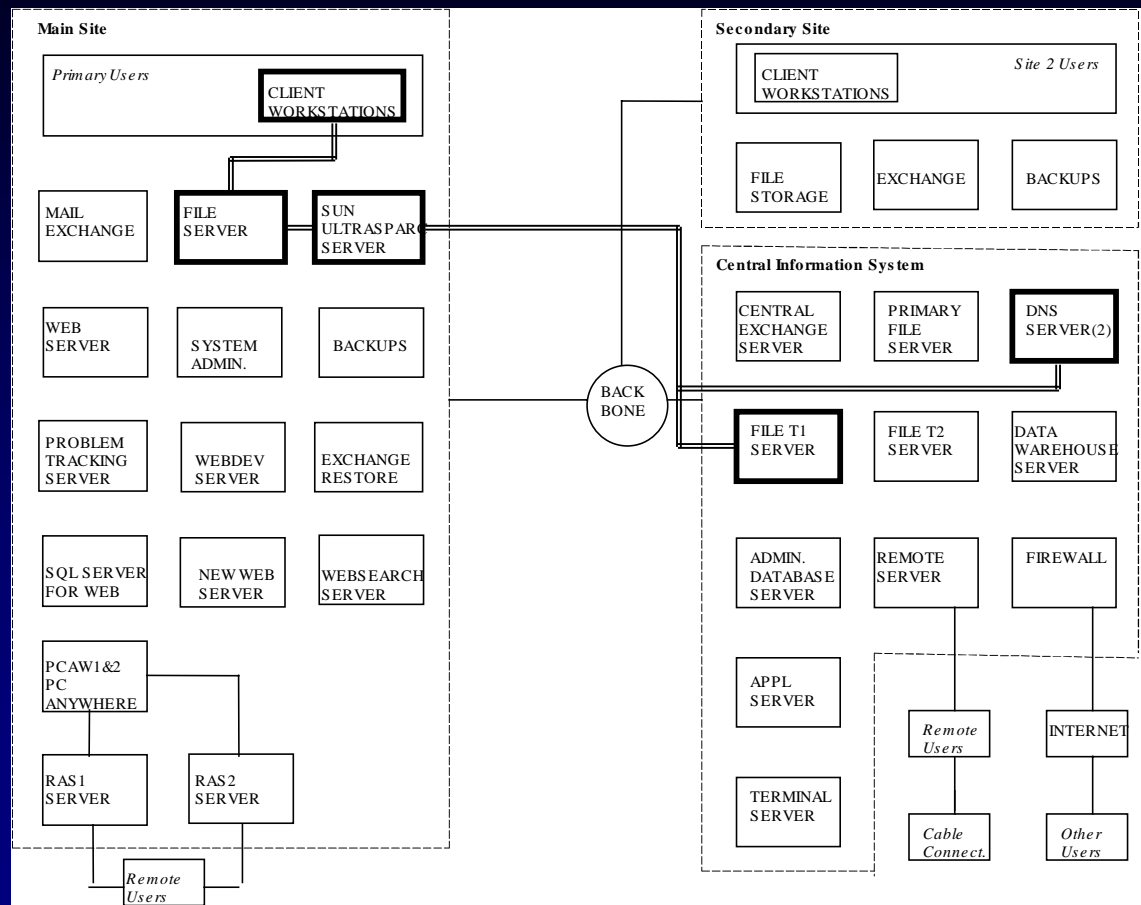 Main Site
Primary Users
CLIENT
WORKSTATIONS
MAIL
EXCHANGE
FILE
SERVER
SUN
ULTRASPARC
SERVER
WEB
SERVER
SYSTEM
ADMIN.
BACKUPS
PROBLEM
TRACKING
SERVER
WEBDEV
SERVER
EXCHANGE
RESTORE
SQL SERVER
FOR WEB
NEW WEB
SERVER
WEBSEARCH
SERVER
PCAW1&2
PC
ANYWHERE
RAS1
SERVER
RAS2
SERVER
Remote
Users
BACK
BONE
Secondary Site
CLIENT
WORKSTATIONS
Site 2 Users
FILE
STORAGE
EXCHANGE
BACKUPS
Central Information System
CENTRAL
EXCHANGE
SERVER
PRIMARY
FILE
SERVER
DNS
SERVER(2)
FILE T1
SERVER
FILE T2
SERVER
DATA
WAREHOUSE
SERVER
ADMIN.
DATABASE
SERVER
REMOTE
SERVER
FIREWALL
APPL
SERVER
Remote
Users
INTERNET
TERMINAL
SERVER
Cable
Connect.
Other
Users